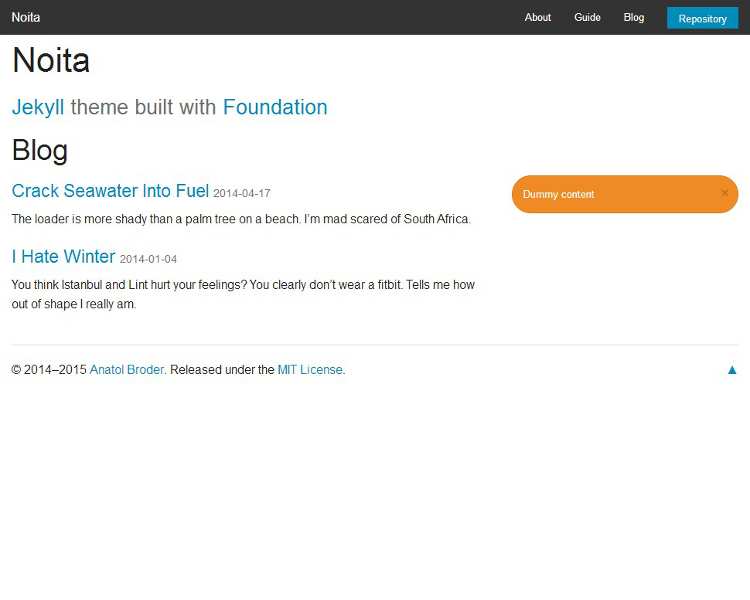 Noita
About Guide Blog Repository
Noita
Jekyll theme built with Foundation
Blog
Crack Seawater Into Fuel 2014-04-17
The loader is more shady than a palm tree on a beach. I’m mad scared of South Africa.
Dummy content ×
I Hate Winter 2014-01-04
You think Istanbul and Lint hurt your feelings? You clearly don’t wear a fitbit. Tells me how
out of shape I really am.
© 2014–2015 Anatol Broder. Released under the MIT License.
▲